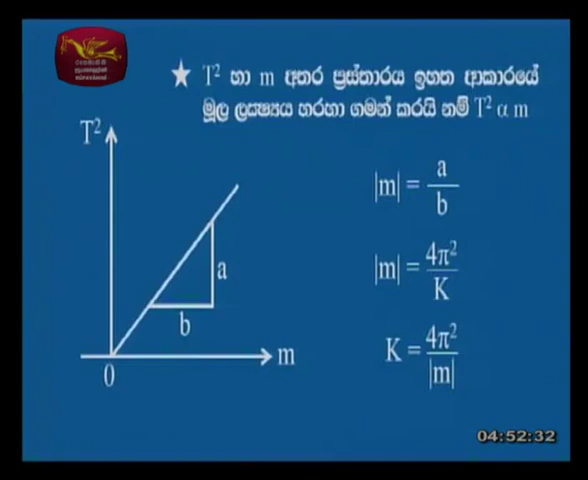 ★ T² හා m අතර ප්‍රස්තාරය ඉහත ආකාරයේ
මූල ලක්ෂ්‍යය හරහා ගමන් කරයි නම් T² α m
T²
a
b
m
0
|m| = a/b
|m| = 4π²/K
K = 4π²/|m|
04:52:32